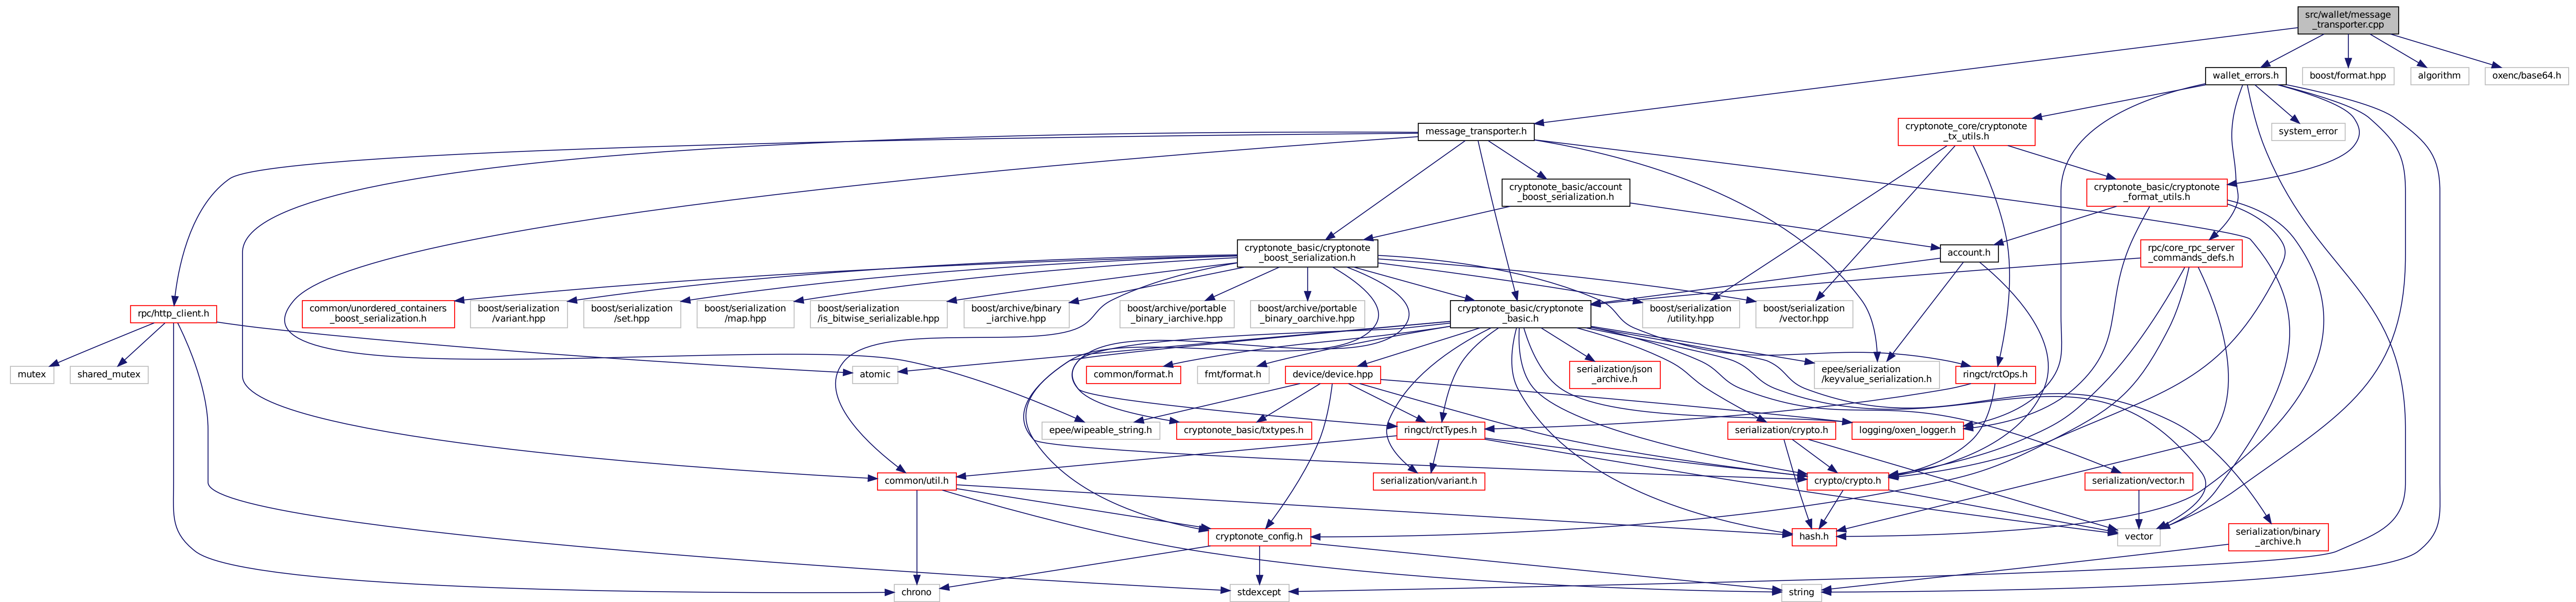 src/wallet/message
_transporter.cpp
wallet_errors.h
boost/format.hpp
algorithm
oxenc/base64.h
message_transporter.h
cryptonote_core/cryptonote
_tx_utils.h
system_error
cryptonote_basic/account
_boost_serialization.h
cryptonote_basic/cryptonote
_format_utils.h
cryptonote_basic/cryptonote
_boost_serialization.h
account.h
rpc/core_rpc_server
_commands_defs.h
rpc/http_client.h
common/unordered_containers
_boost_serialization.h
boost/serialization
/variant.hpp
boost/serialization
/set.hpp
boost/serialization
/map.hpp
boost/serialization
/is_bitwise_serializable.hpp
boost/archive/binary
_iarchive.hpp
boost/archive/portable
_binary_iarchive.hpp
boost/archive/portable
_binary_oarchive.hpp
cryptonote_basic/cryptonote
_basic.h
boost/serialization
/utility.hpp
boost/serialization
/vector.hpp
mutex
shared_mutex
atomic
common/format.h
fmt/format.h
device/device.hpp
serialization/json
_archive.h
epee/serialization
/keyvalue_serialization.h
ringct/rctOps.h
epee/wipeable_string.h
cryptonote_basic/txtypes.h
ringct/rctTypes.h
serialization/crypto.h
logging/oxen_logger.h
common/util.h
serialization/variant.h
crypto/crypto.h
serialization/vector.h
cryptonote_config.h
hash.h
vector
serialization/binary
_archive.h
chrono
stdexcept
string